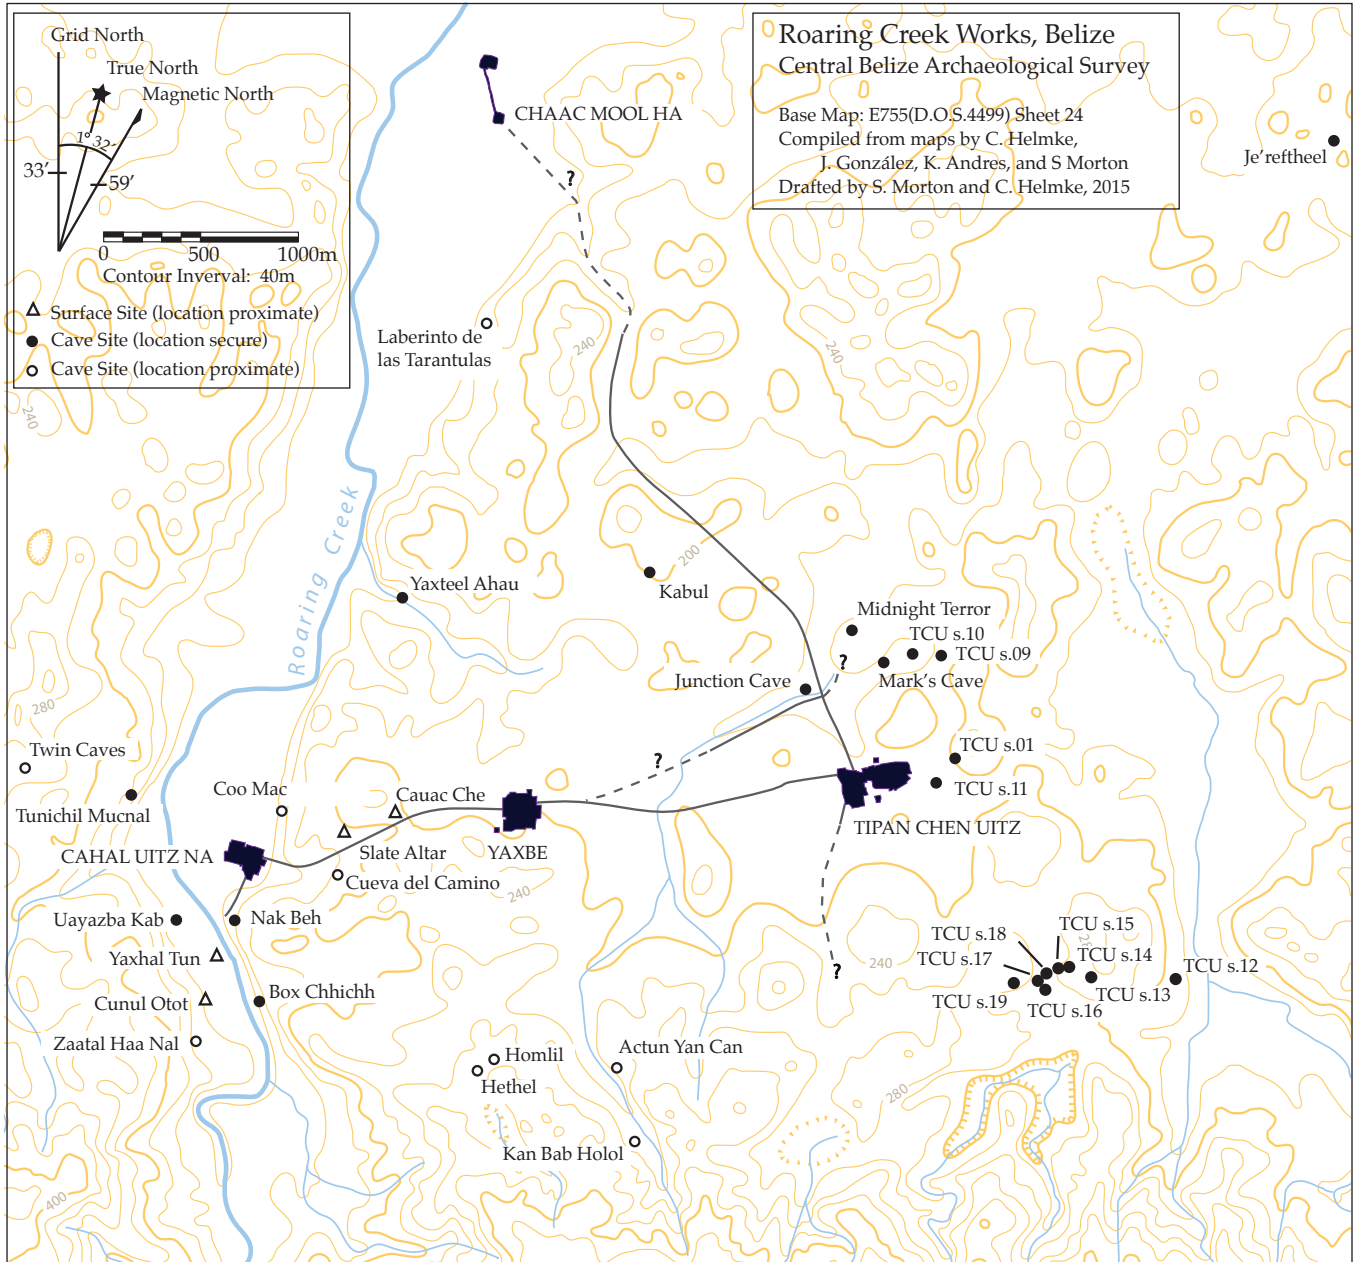 Grid North
True North
Magnetic North
1° 32'
33'
59'
0 500 1000m
Contour Inverval: 40m
Surface Site (location proximate)
Cave Site (location secure)
Cave Site (location proximate)
Roaring Creek Works, Belize
Central Belize Archaeological Survey
Base Map: E755(D.O.S.4499) Sheet 24
Compiled from maps by C. Helmke,
J. González, K. Andres, and S Morton
Drafted by S. Morton and C. Helmke, 2015
CHAAC MOOL HA
Je'reftheel
?
Laberinto de
las Tarantulas
240
240
240
Roaring Creek
200
Yaxteel Ahau
Kabul
Midnight Terror
TCU s.10
TCU s.09
?
Mark's Cave
Junction Cave
280
Twin Caves
?
TCU s.01
TCU s.11
Coo Mac
Cauac Che
Tunichil Mucnal
TIPAN CHEN UITZ
CAHAL UITZ NA
Slate Altar
YAXBE
Cueva del Camino
240
Uayazba Kab
Nak Beh
Yaxhal Tun
TCU s.18
TCU s.15
28
TCU s.17
TCU s.14
240
?
TCU s.12
TCU s.19
TCU s.13
TCU s.16
Cunul Otot
Box Chhichh
Zaatal Haa Nal
Homlil
Hethel
Actun Yan Can
280
Kan Bab Holol
400